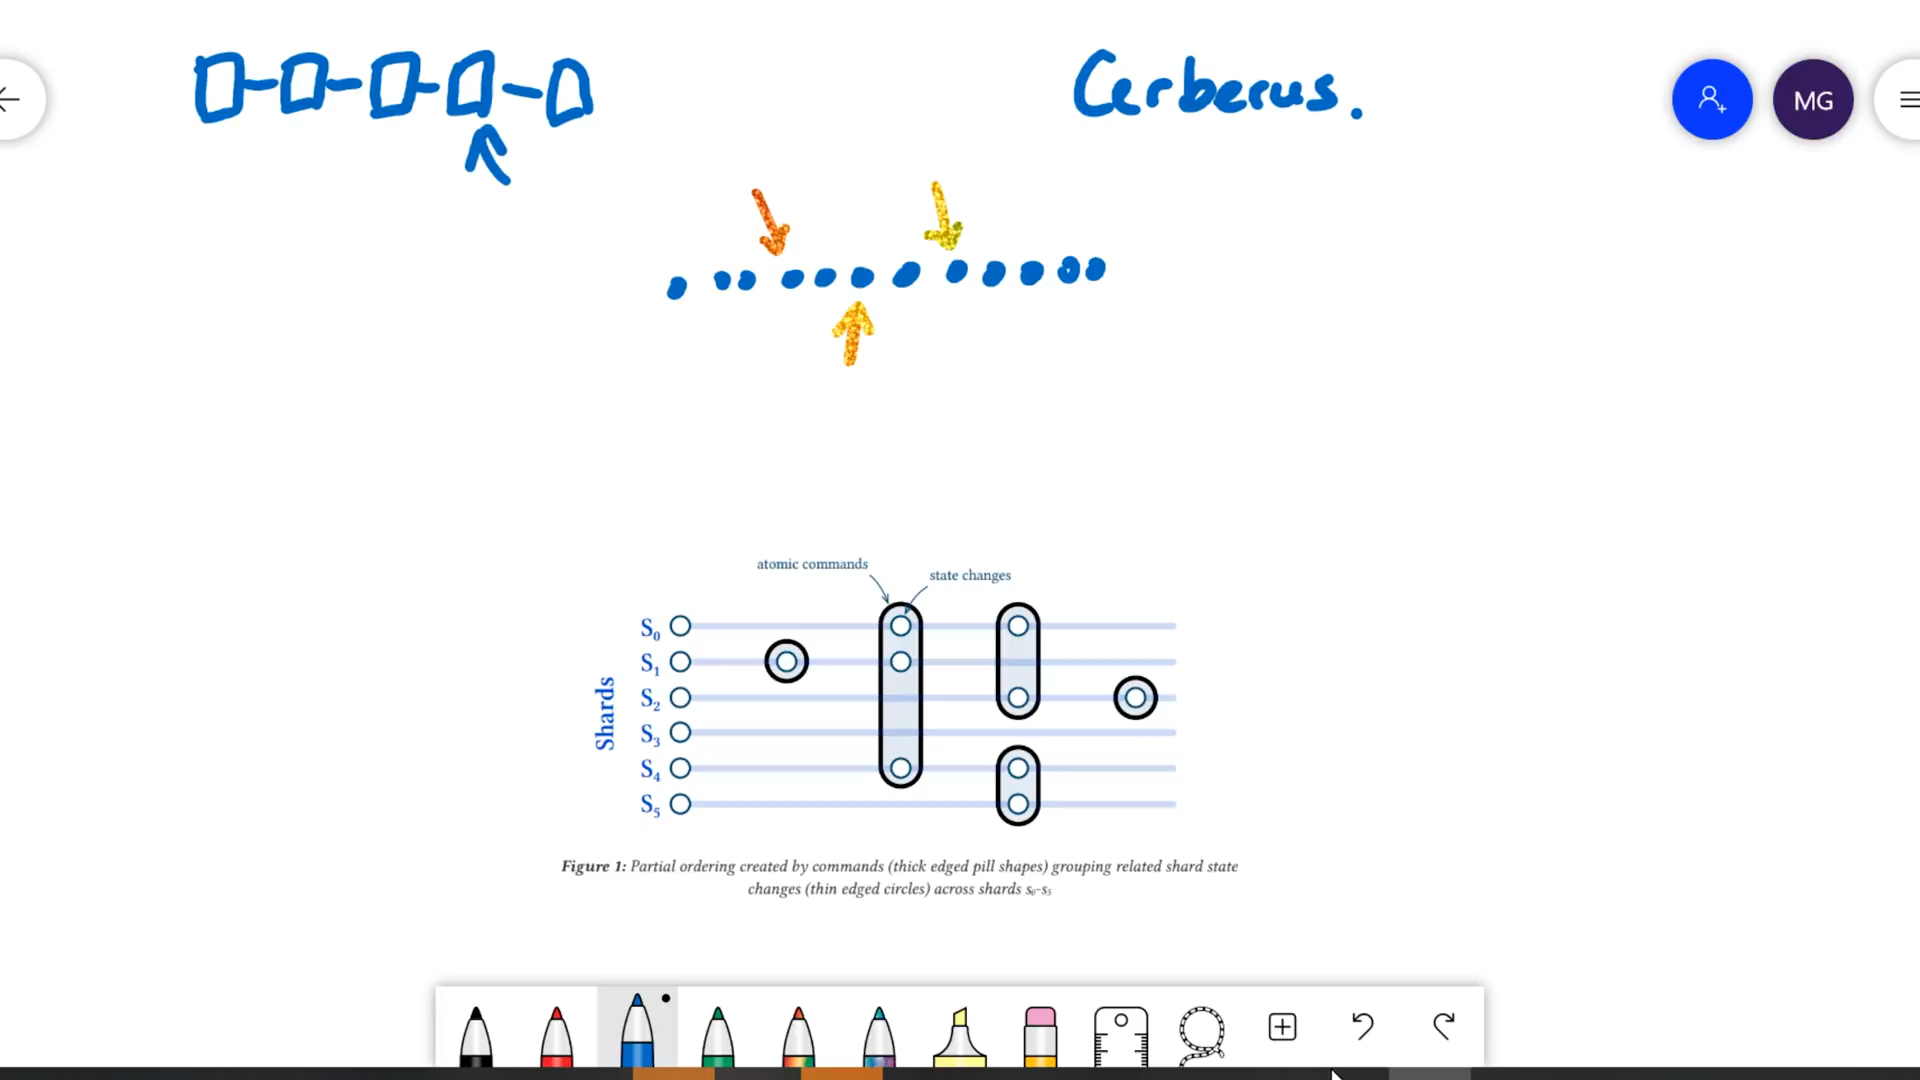 Cerberus.
MG
atomic commands
state changes
Shards
S₀
S₁
S₂
S₃
S₄
S₅
Figure 1: Partial ordering created by commands (thick edged pill shapes) grouping related shard state
changes (thin edged circles) across shards s₀-s₅